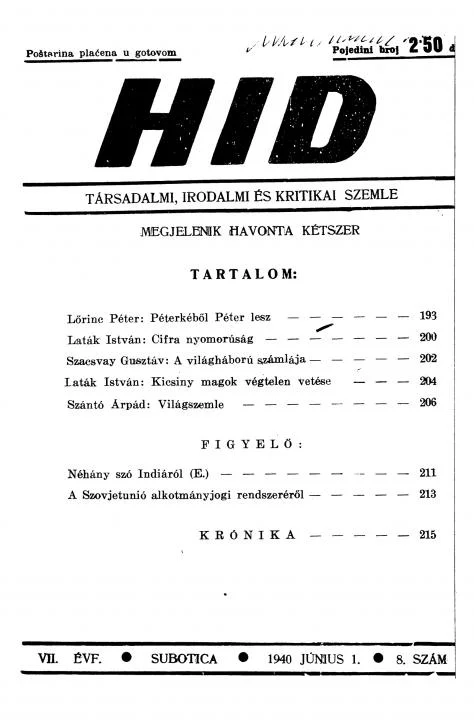 Poštarina plaćena u gotovom
Pojedini broj 2·50 d
HID
TÁRSADALMI, IRODALMI ÉS KRITIKAI SZEMLE
MEGJELENIK HAVONTA KÉTSZER
TARTALOM:
Lőrinc Péter: Péterkéből Péter lesz — — — — — — 193
Laták István: Cifra nyomorúság — — — — — — — 200
Szacsvay Gusztáv: A világháború számlája — — — — — 202
Laták István: Kicsiny magok végtelen vetése — — — 204
Szántó Árpád: Világszemle — — — — — — — — 206
FIGYELŐ:
Néhány szó Indiáról (E.) — — — — — — — — — 211
A Szovjetunió alkotmányjogi rendszeréről — — — — — 213
KRÓNIKA — — — — — 215
VII. ÉVF. ● SUBOTICA ● 1940 JÚNIUS 1. ● 8. SZÁM